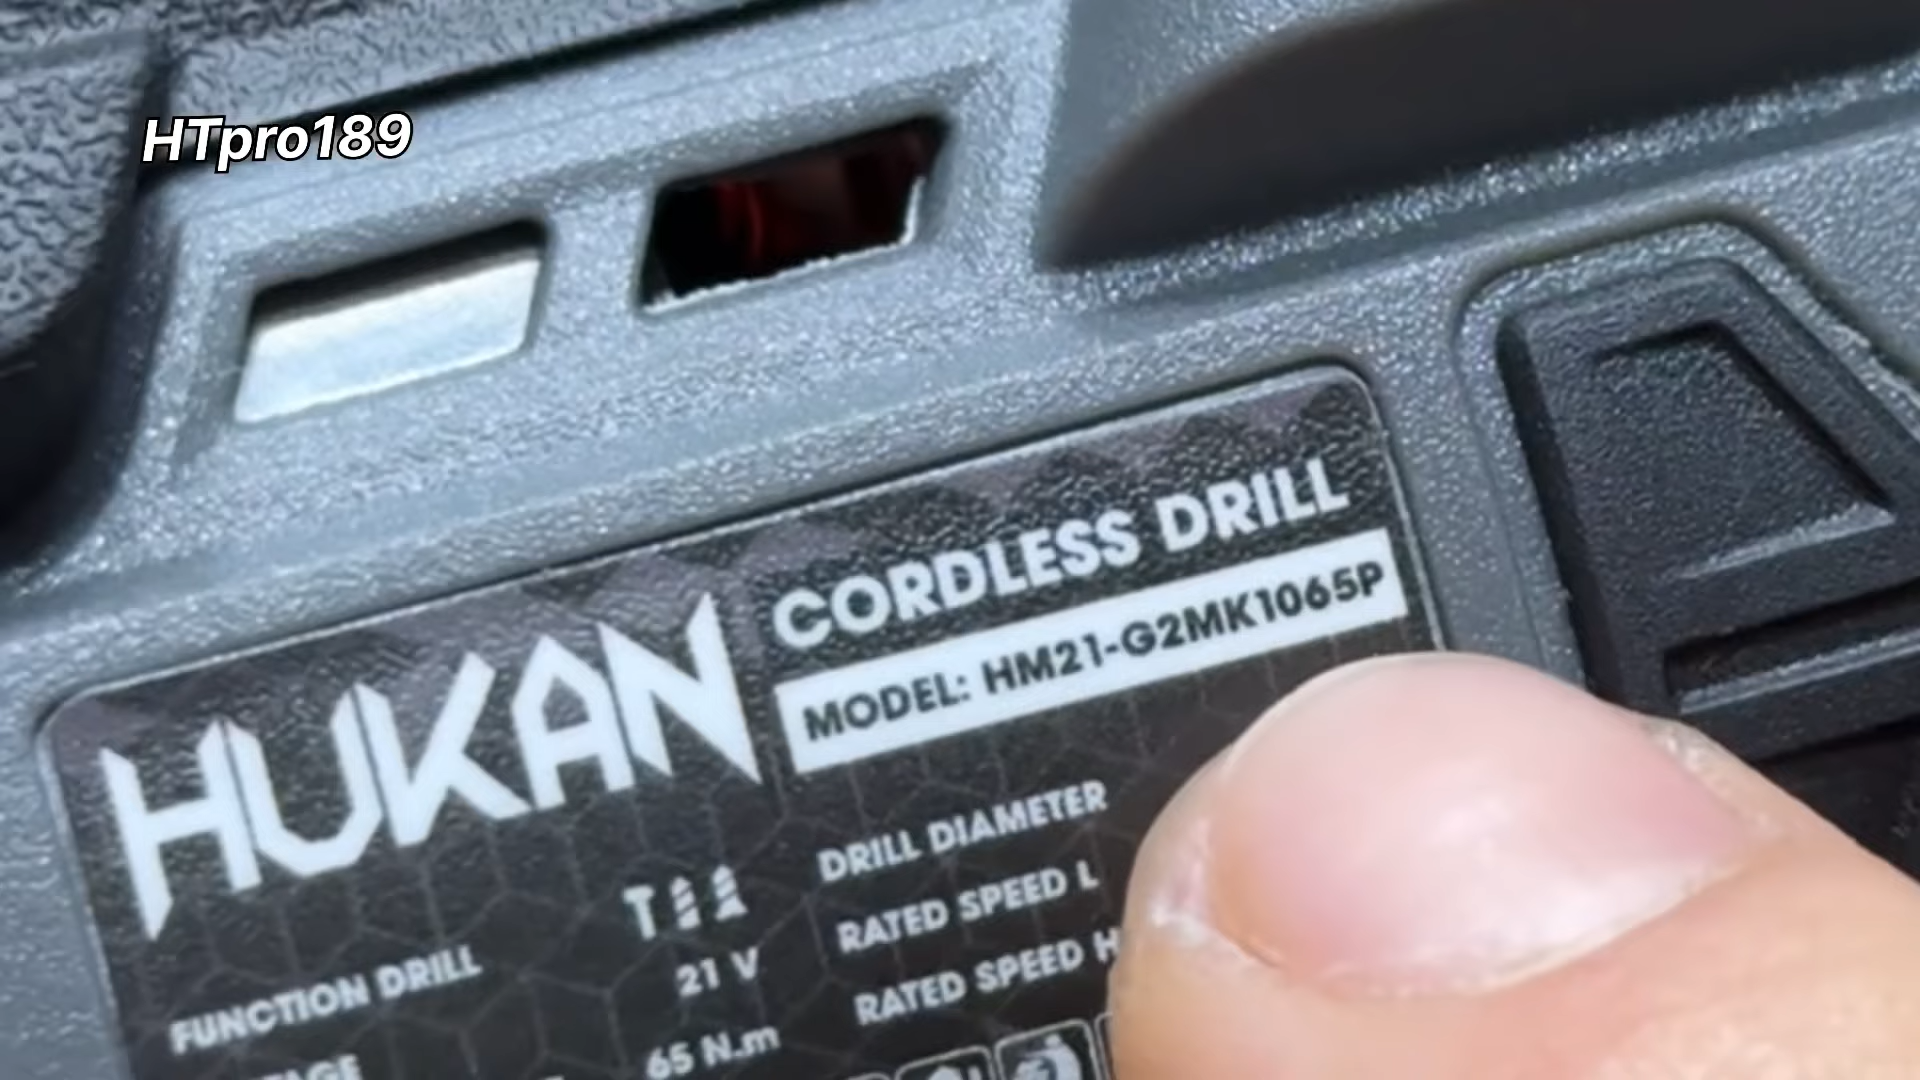 HTpro189
HUKAN
CORDLESS DRILL
MODEL: HM21-G2MK1065P
FUNCTION DRILL
21 V
65 N.m
DRILL DIAMETER
RATED SPEED L
RATED SPEED H